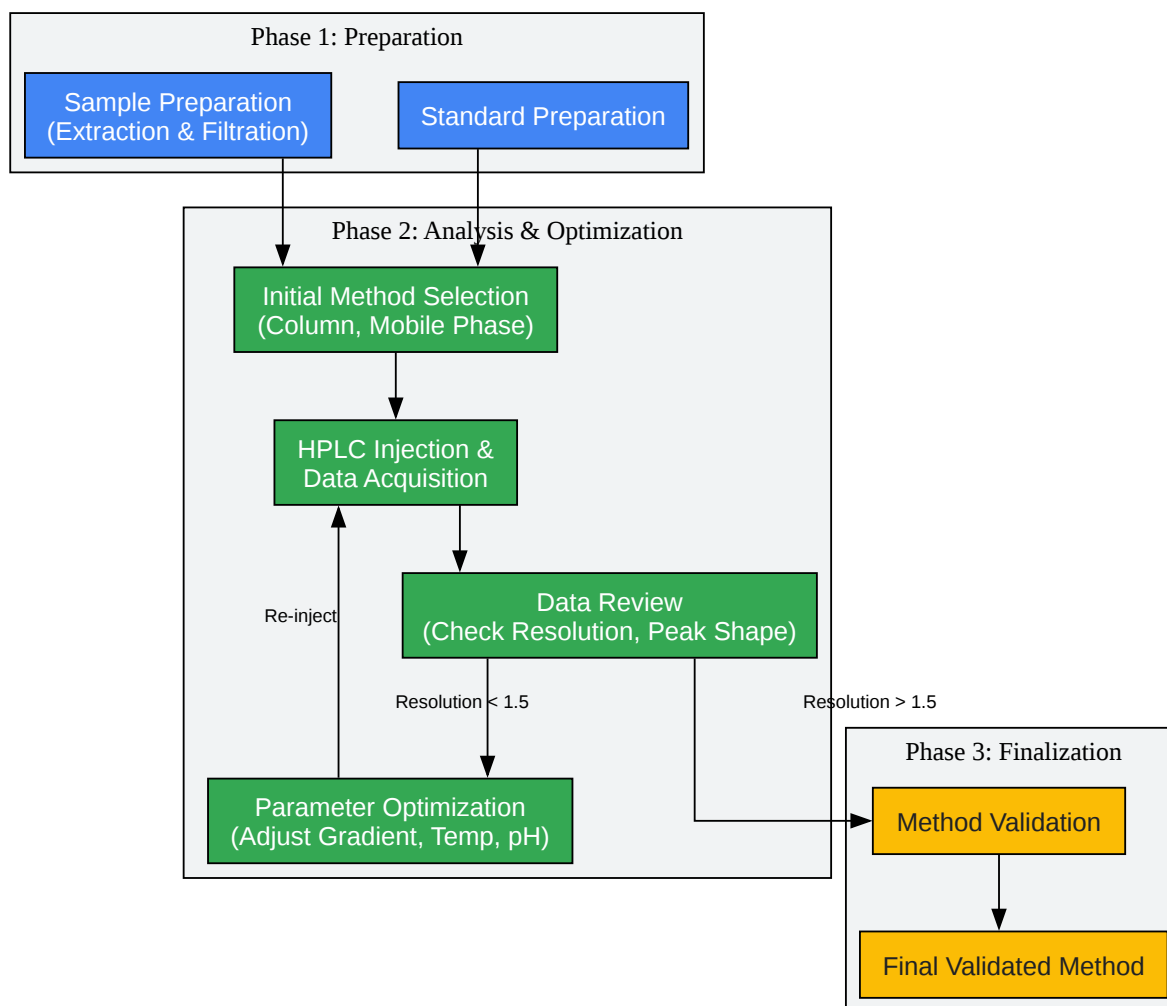 Phase 1: Preparation
Sample Preparation
(Extraction & Filtration)
Standard Preparation
Phase 2: Analysis & Optimization
Initial Method Selection
(Column, Mobile Phase)
HPLC Injection &
Data Acquisition
Re-inject
Data Review
(Check Resolution, Peak Shape)
Resolution < 1.5
Resolution > 1.5
Parameter Optimization
(Adjust Gradient, Temp, pH)
Phase 3: Finalization
Method Validation
Final Validated Method